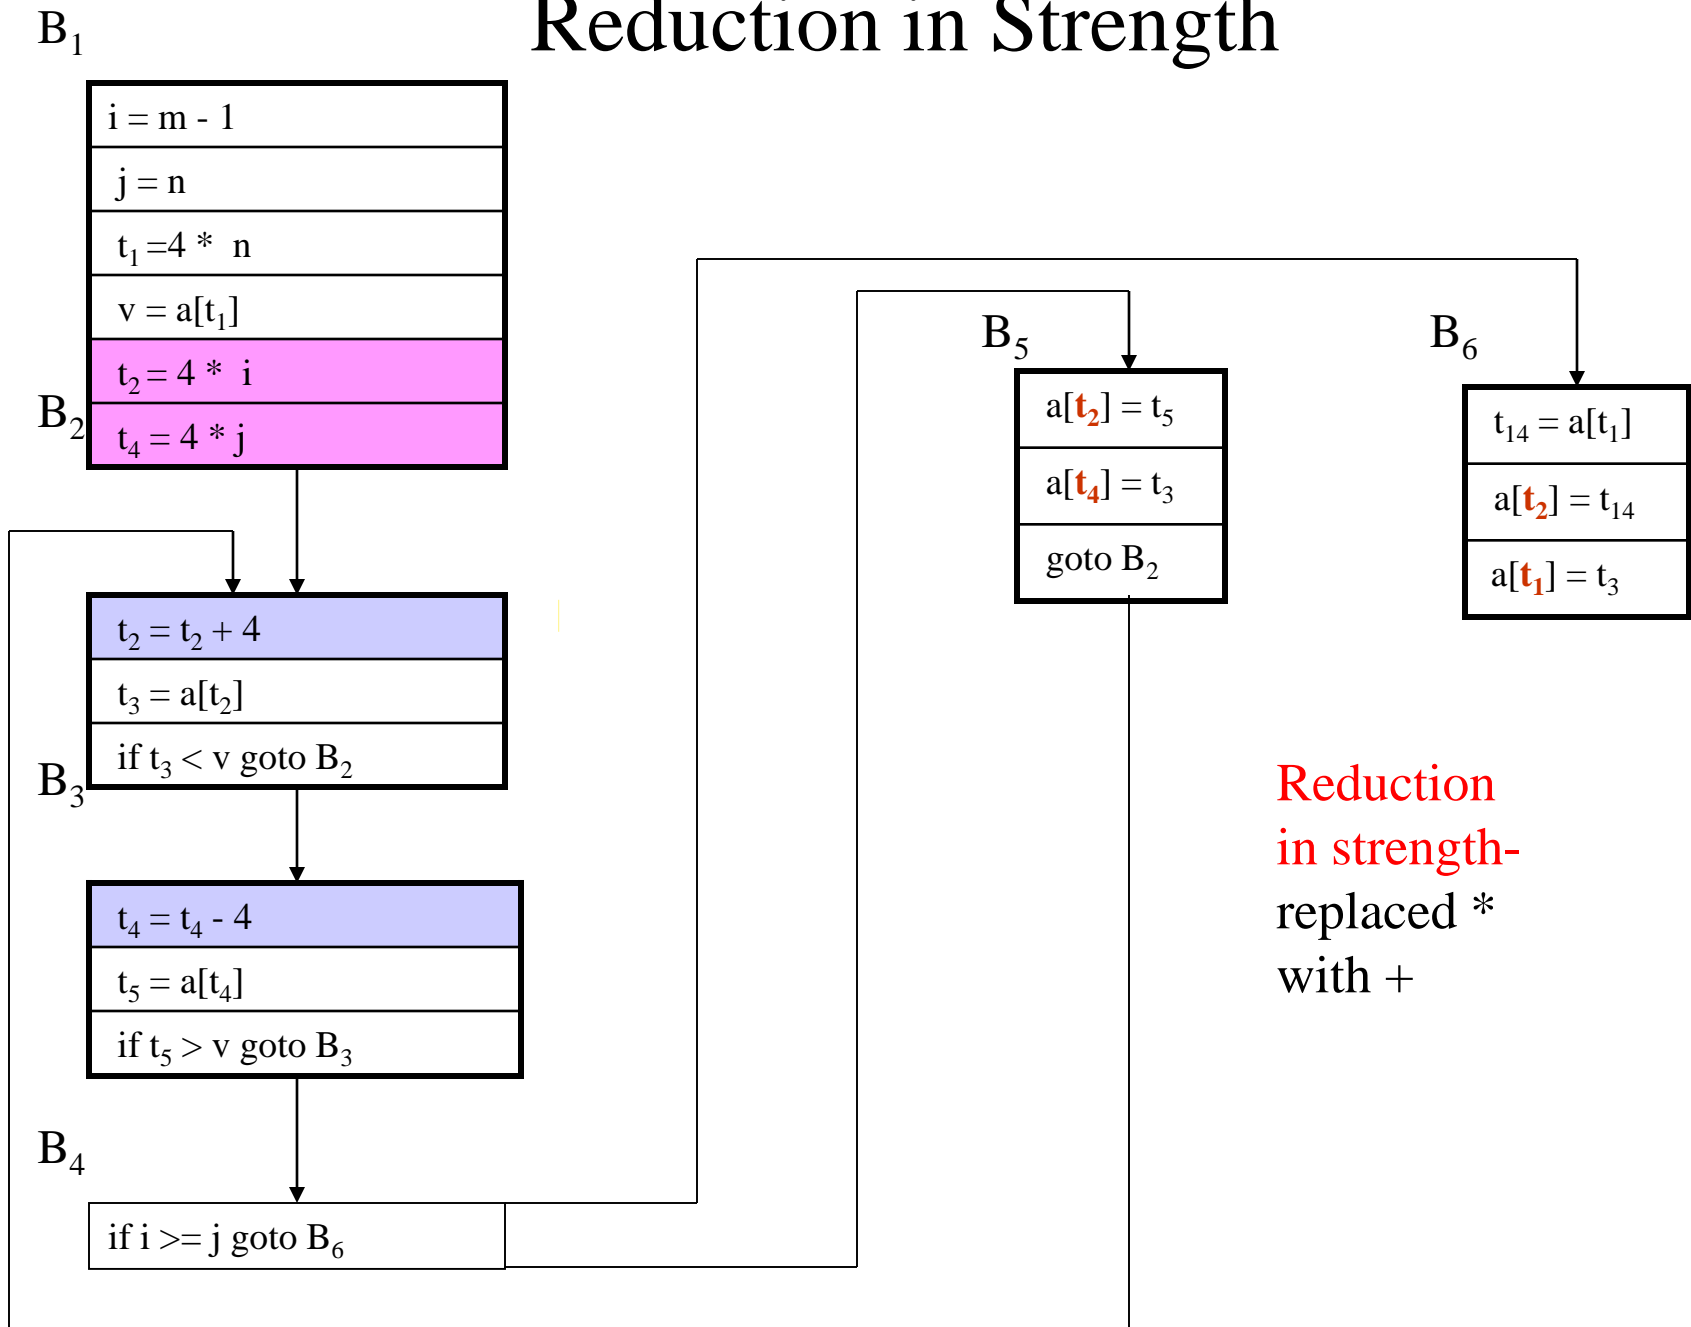 Reduction in Strength
B₁
i = m - 1
j = n
t₁ =4 * n
v = a[t₁]
t₂ = 4 * i
t₄ = 4 * j
B₂
t₂ = t₂ + 4
t₃ = a[t₂]
if t₃ < v goto B₂
B₃
t₄ = t₄ - 4
t₅ = a[t₄]
if t₅ > v goto B₃
B₄
if i >= j goto B₆
B₅
a[t₂] = t₅
a[t₄] = t₃
goto B₂
B₆
t₁₄ = a[t₁]
a[t₂] = t₁₄
a[t₁] = t₃
Reduction
in strength-
replaced *
with +